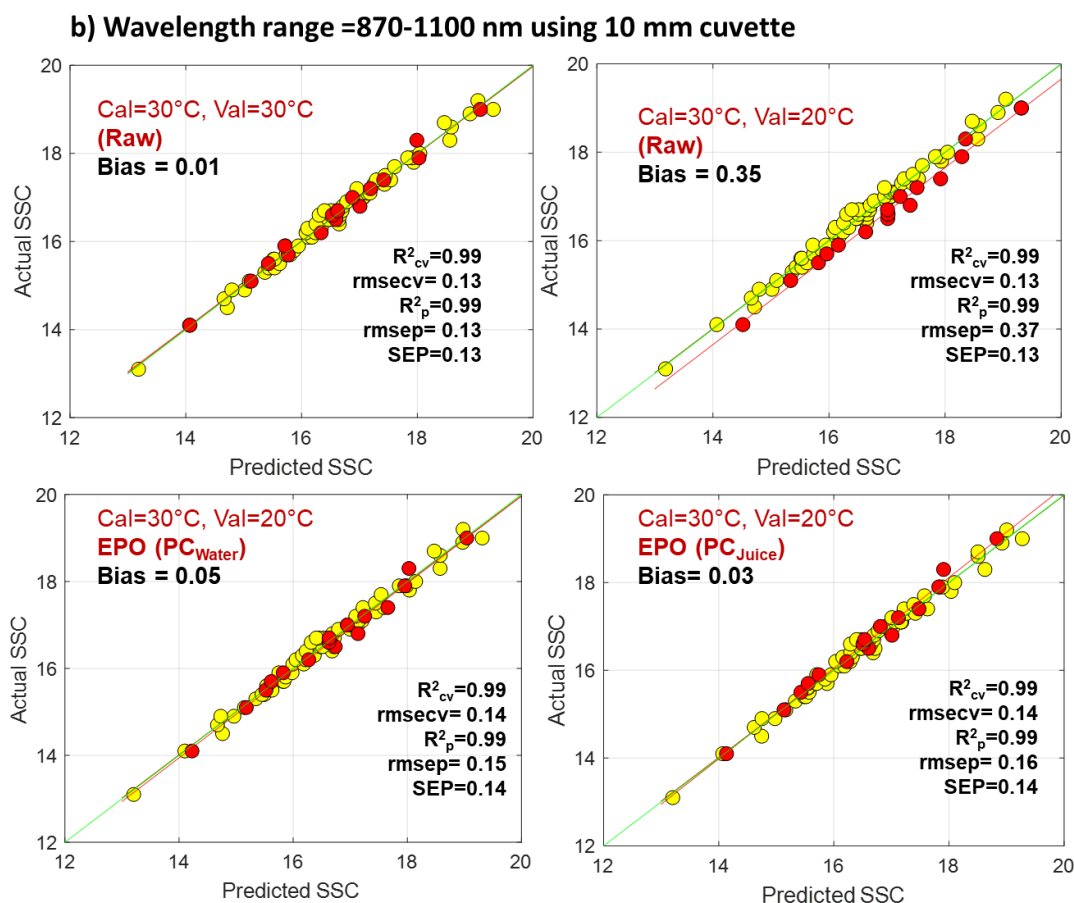 b) Wavelength range =870-1100 nm using 10 mm cuvette
20
18
16
14
12
Actual SSC
Cal=30°C, Val=30°C
(Raw)
Bias = 0.01
R²cv=0.99
rmsecv= 0.13
R²p=0.99
rmsep= 0.13
SEP=0.13
12 14 16 18 20
Predicted SSC
20
18
16
14
12
Actual SSC
Cal=30°C, Val=20°C
(Raw)
Bias = 0.35
R²cv=0.99
rmsecv= 0.13
R²p=0.99
rmsep= 0.37
SEP=0.13
12 14 16 18 20
Predicted SSC
20
18
16
14
12
Actual SSC
Cal=30°C, Val=20°C
EPO (PCWater)
Bias = 0.05
R²cv=0.99
rmsecv= 0.14
R²p=0.99
rmsep= 0.15
SEP=0.14
12 14 16 18 20
Predicted SSC
20
18
16
14
12
Actual SSC
Cal=30°C, Val=20°C
EPO (PCJuice)
Bias= 0.03
R²cv=0.99
rmsecv= 0.14
R²p=0.99
rmsep= 0.16
SEP=0.14
12 14 16 18 20
Predicted SSC